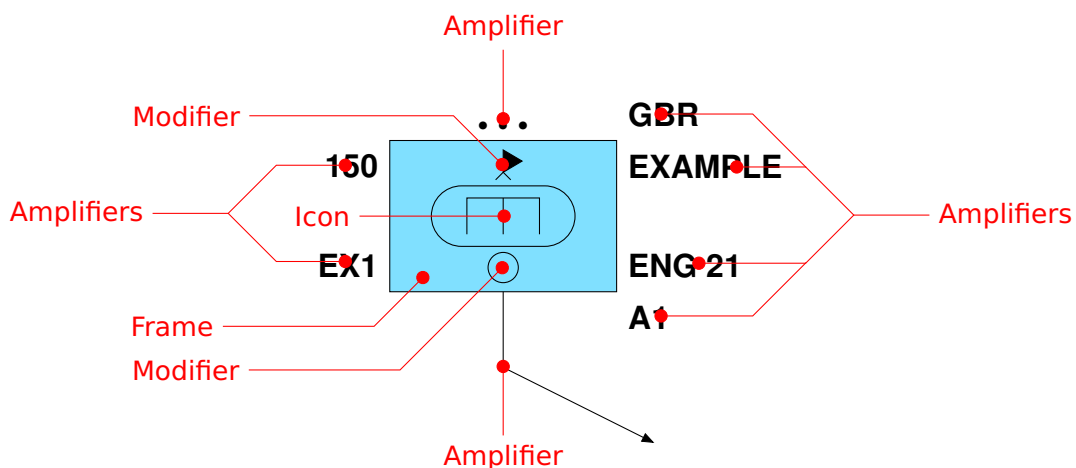 Amplifier
Modifier
GBR
150
EXAMPLE
Amplifiers
Icon
Amplifiers
EX1
ENG 21
A1
Frame
Modifier
Amplifier